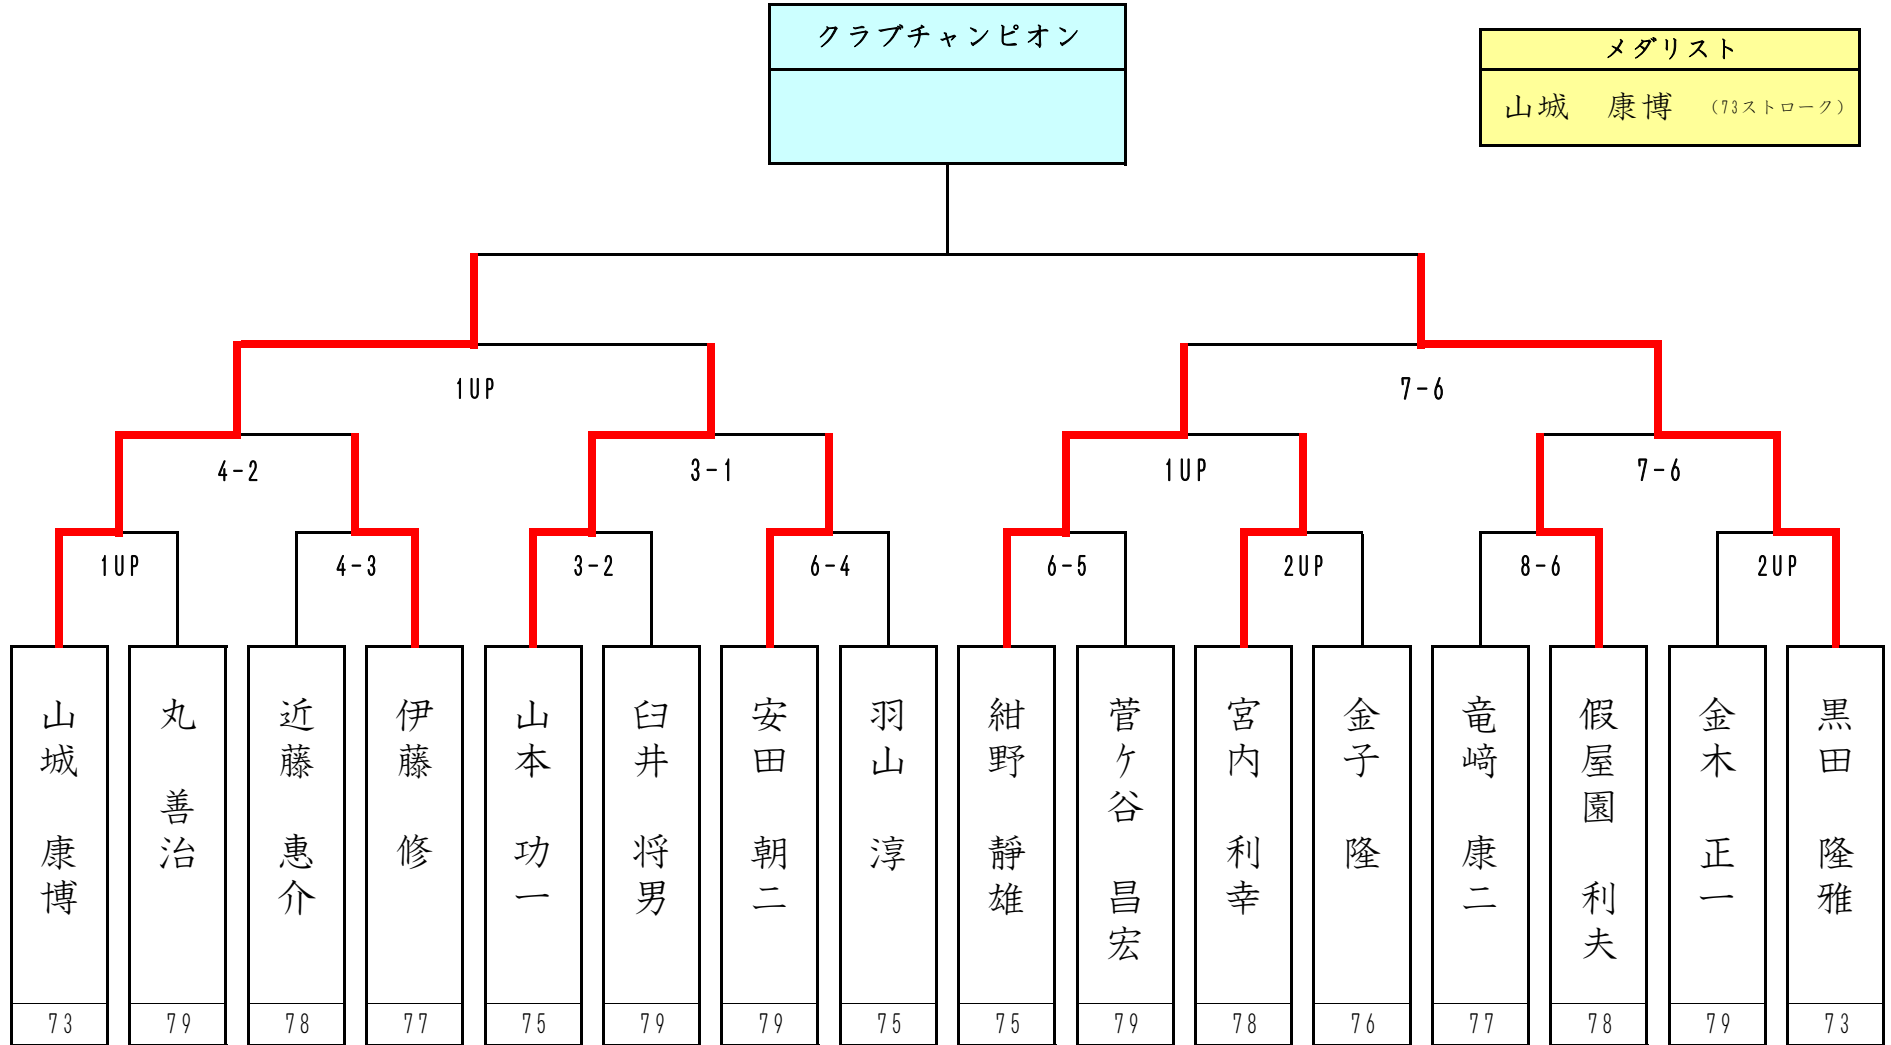 クラブチャンピオン
メダリスト
山城　康博　(73ストローク)
1UP
7-6
4-2
3-1
1UP
7-6
1UP
4-3
3-2
6-4
6-5
2UP
8-6
2UP
山城　康博
丸　善治
近藤　惠介
伊藤　修
山本　功一
臼井　将男
安田　朝二
羽山　淳
紺野　靜雄
菅ケ谷　昌宏
宮内　利幸
金子　隆
竜﨑　康二
假屋園　利夫
金木　正一
黒田　隆雅
73
79
78
77
75
79
79
75
75
79
78
76
77
78
79
73